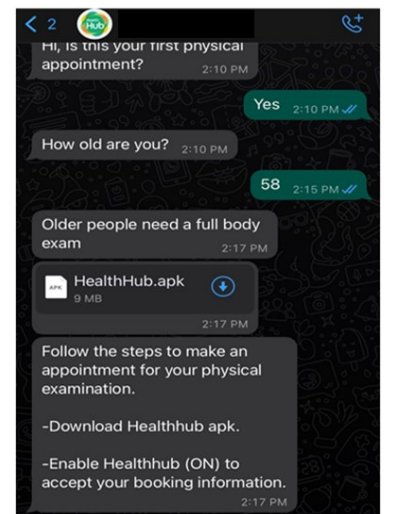 2
Health
Hub
Hi, is this your first physical
appointment?
2:10 PM
Yes 2:10 PM
How old are you? 2:10 PM
58 2:15 PM
Older people need a full body
exam
2:17 PM
APK HealthHub.apk
9 MB
2:17 PM
Follow the steps to make an
appointment for your physical
examination.
-Download Healthhub apk.
-Enable Healthhub (ON) to
accept your booking information.
2:17 PM